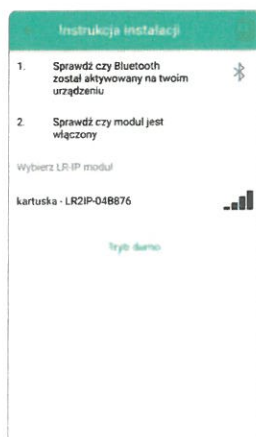 Instrukcja Instalacji
1. Sprawdź czy Bluetooth
został aktywowany na twoim
urządzeniu
2. Sprawdź czy moduł jest
włączony
Wybierz LR-IP moduł
kartuska - LR2IP-04B876
Tryb demo